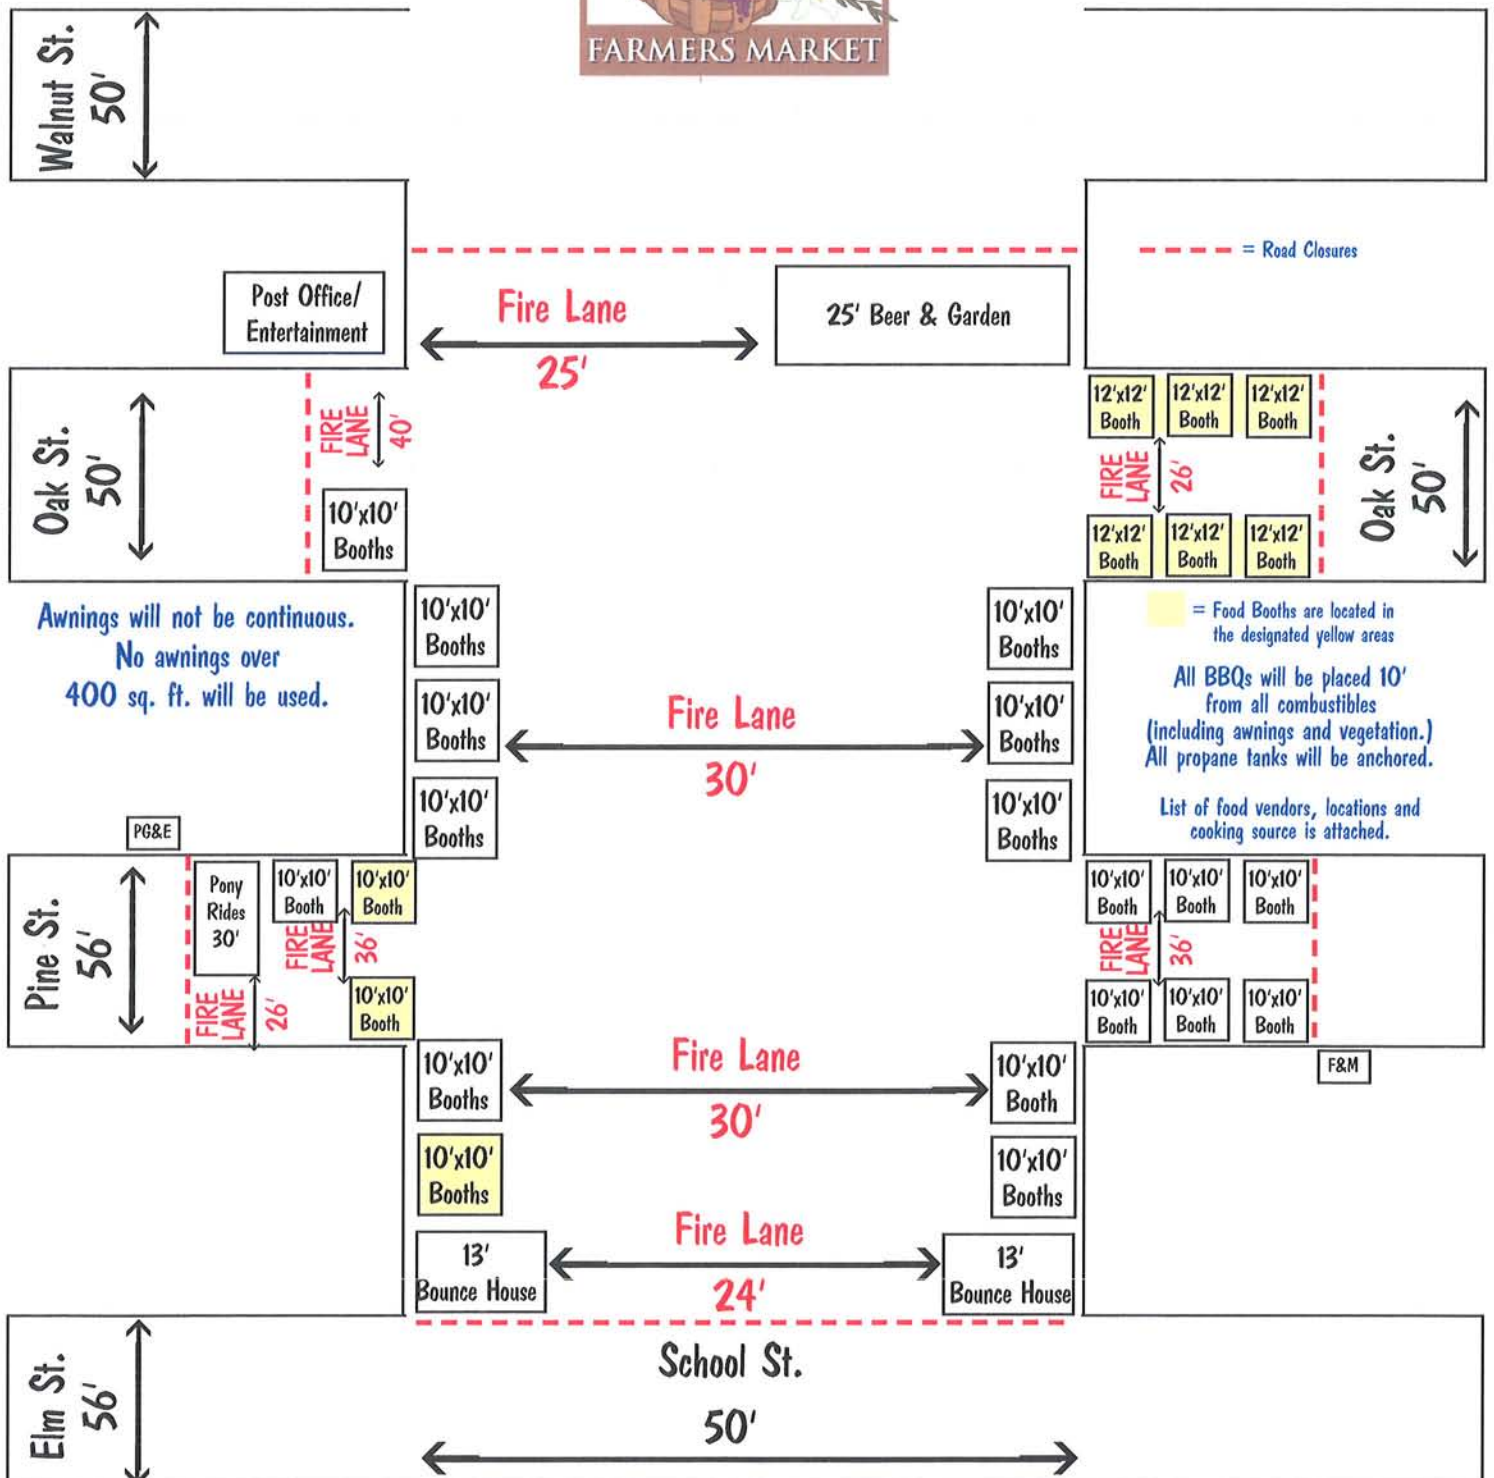 FARMERS MARKET
Walnut St.
50'
= Road Closures
Post Office/
Entertainment
Fire Lane
25'
25' Beer & Garden
Oak St.
50'
FIRE
LANE
40'
10'x10'
Booths
12'x12'
Booth
12'x12'
Booth
12'x12'
Booth
FIRE
LANE
26'
12'x12'
Booth
12'x12'
Booth
12'x12'
Booth
Oak St.
50'
Awnings will not be continuous.
No awnings over
400 sq. ft. will be used.
10'x10'
Booths
10'x10'
Booths
10'x10'
Booths
Fire Lane
30'
10'x10'
Booths
10'x10'
Booths
10'x10'
Booths
= Food Booths are located in
the designated yellow areas
All BBQs will be placed 10'
from all combustibles
(including awnings and vegetation.)
All propane tanks will be anchored.
List of food vendors, locations and
cooking source is attached.
PG&E
Pine St.
56'
Pony
Rides
30'
10'x10'
Booth
10'x10'
Booth
FIRE
LANE
36'
FIRE
LANE
26'
10'x10'
Booth
10'x10'
Booth
10'x10'
Booth
10'x10'
Booth
FIRE
LANE
36'
10'x10'
Booth
10'x10'
Booth
10'x10'
Booth
F&M
10'x10'
Booths
Fire Lane
30'
10'x10'
Booth
10'x10'
Booths
10'x10'
Booths
13'
Bounce House
Fire Lane
24'
13'
Bounce House
School St.
50'
Elm St.
56'